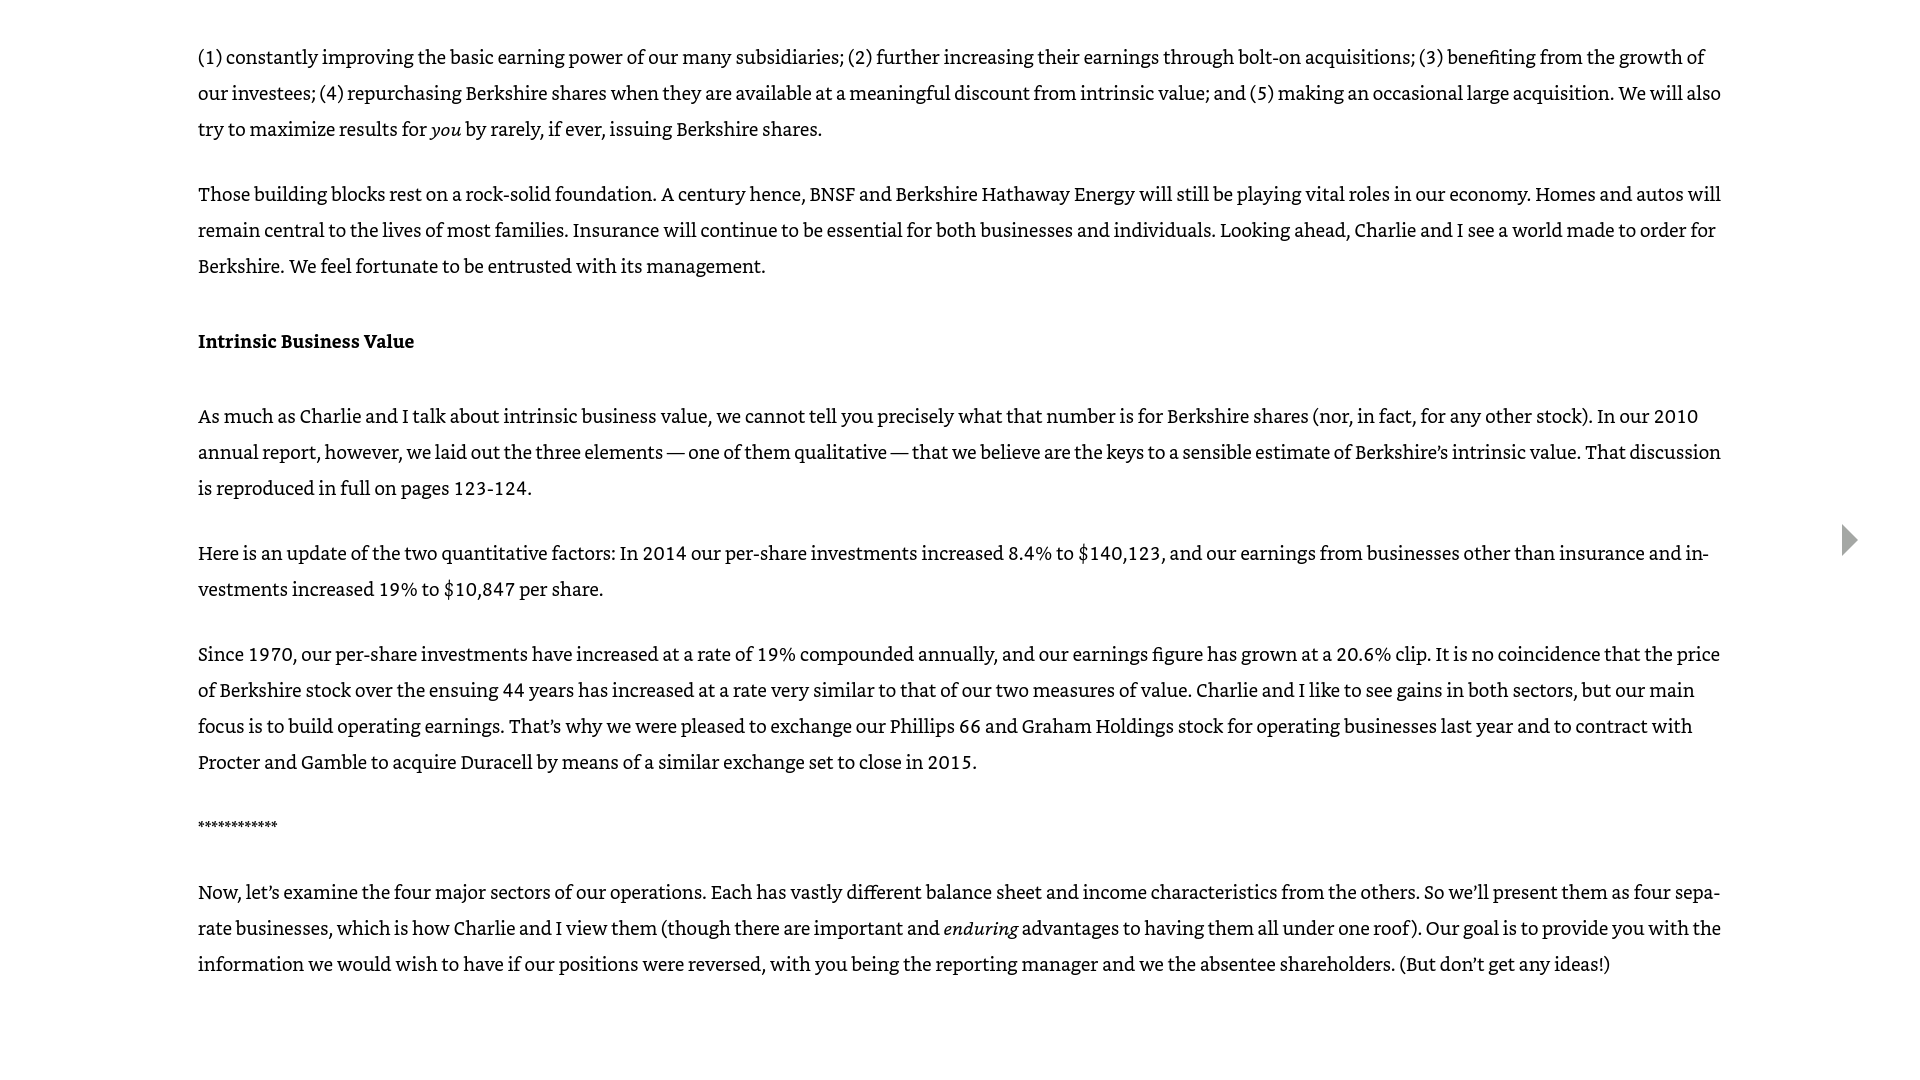 (1) constantly improving the basic earning power of our many subsidiaries; (2) further increasing their earnings through bolt-on acquisitions; (3) benefiting from the growth of
our investees; (4) repurchasing Berkshire shares when they are available at a meaningful discount from intrinsic value; and (5) making an occasional large acquisition. We will also
try to maximize results for you by rarely, if ever, issuing Berkshire shares.
Those building blocks rest on a rock-solid foundation. A century hence, BNSF and Berkshire Hathaway Energy will still be playing vital roles in our economy. Homes and autos will
remain central to the lives of most families. Insurance will continue to be essential for both businesses and individuals. Looking ahead, Charlie and I see a world made to order for
Berkshire. We feel fortunate to be entrusted with its management.
Intrinsic Business Value
As much as Charlie and I talk about intrinsic business value, we cannot tell you precisely what that number is for Berkshire shares (nor, in fact, for any other stock). In our 2010
annual report, however, we laid out the three elements — one of them qualitative — that we believe are the keys to a sensible estimate of Berkshire’s intrinsic value. That discussion
is reproduced in full on pages 123-124.
Here is an update of the two quantitative factors: In 2014 our per-share investments increased 8.4% to $140,123, and our earnings from businesses other than insurance and in-
vestments increased 19% to $10,847 per share.
Since 1970, our per-share investments have increased at a rate of 19% compounded annually, and our earnings figure has grown at a 20.6% clip. It is no coincidence that the price
of Berkshire stock over the ensuing 44 years has increased at a rate very similar to that of our two measures of value. Charlie and I like to see gains in both sectors, but our main
focus is to build operating earnings. That’s why we were pleased to exchange our Phillips 66 and Graham Holdings stock for operating businesses last year and to contract with
Procter and Gamble to acquire Duracell by means of a similar exchange set to close in 2015.
************
Now, let’s examine the four major sectors of our operations. Each has vastly different balance sheet and income characteristics from the others. So we’ll present them as four sepa-
rate businesses, which is how Charlie and I view them (though there are important and enduring advantages to having them all under one roof). Our goal is to provide you with the
information we would wish to have if our positions were reversed, with you being the reporting manager and we the absentee shareholders. (But don’t get any ideas!)